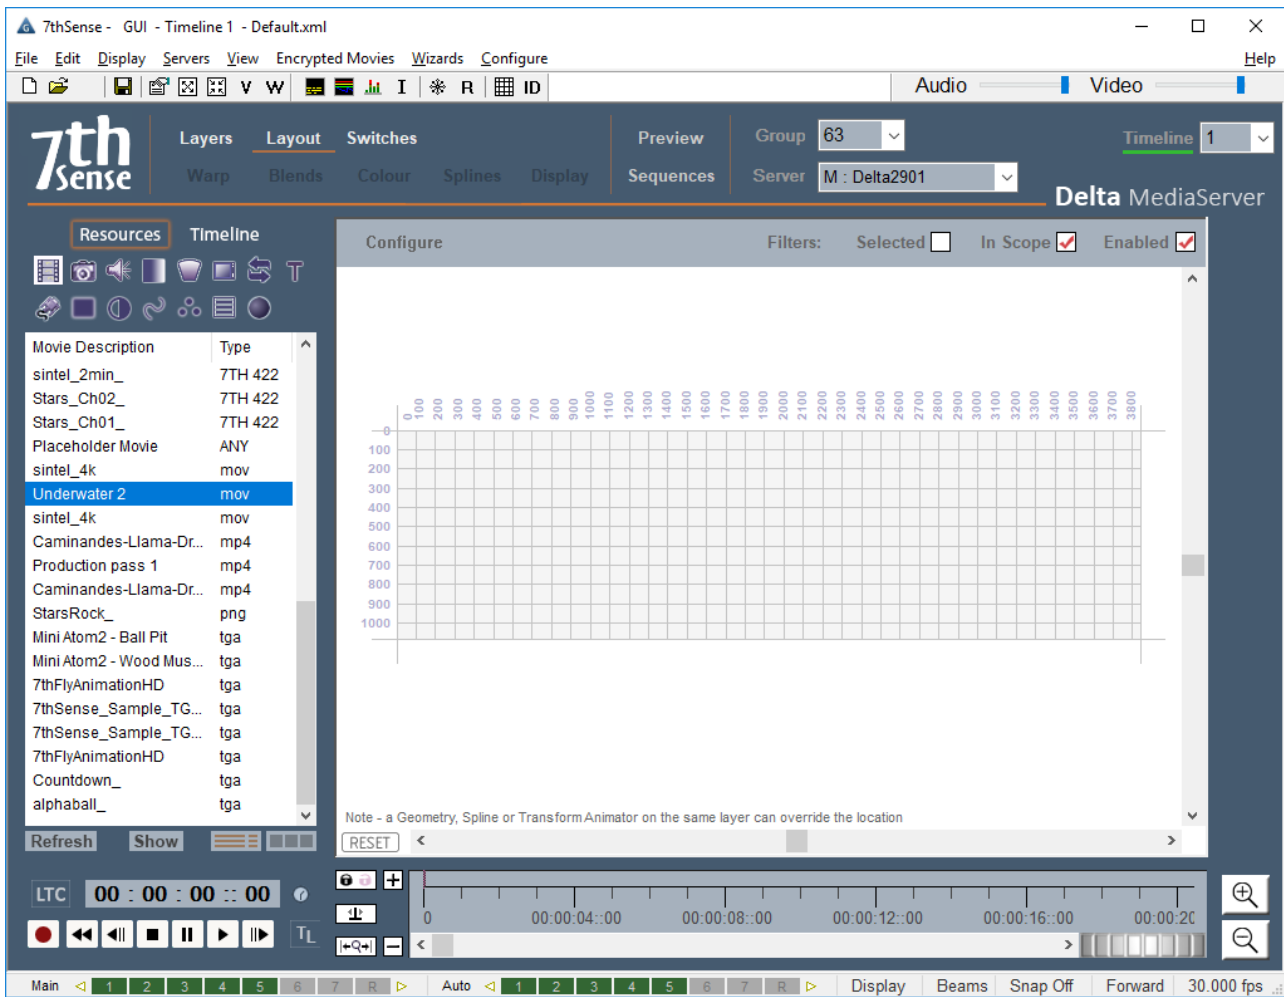 7thSense - GUI - Timeline 1 - Default.xml
File Edit Display Servers View Encrypted Movies Wizards Configure Help
V W I R ID Audio Video
7th Sense
Layers Layout Switches Preview Group 63 Timeline 1
Warp Blends Colour Splines Display Sequences Server M : Delta2901
Delta MediaServer
Resources Timeline
Configure Filters: Selected In Scope Enabled
T
Movie Description Type
sintel_2min_ 7TH 422
Stars_Ch02_ 7TH 422
Stars_Ch01_ 7TH 422
Placeholder Movie ANY
sintel_4k mov
Underwater 2 mov
sintel_4k mov
Caminandes-Llama-Dr... mp4
Production pass 1 mp4
Caminandes-Llama-Dr... mp4
StarsRock_ png
Mini Atom2 - Ball Pit tga
Mini Atom2 - Wood Mus... tga
7thFlyAnimationHD tga
7thSense_Sample_TG... tga
7thSense_Sample_TG... tga
7thFlyAnimationHD tga
Countdown_ tga
alphaball_ tga
0 100 200 300 400 500 600 700 800 900 1000 1100 1200 1300 1400 1500 1600 1700 1800 1900 2000 2100 2200 2300 2400 2500 2600 2700 2800 2900 3000 3100 3200 3300 3400 3500 3600 3700 3800
0
100
200
300
400
500
600
700
800
900
1000
Note - a Geometry, Spline or Transform Animator on the same layer can override the location
Refresh Show RESET
LTC 00 : 00 : 00 :: 00
0 00:00:04::00 00:00:08::00 00:00:12::00 00:00:16::00 00:00:20
TL
Main 1 2 3 4 5 6 7 R Auto 1 2 3 4 5 6 7 R Display Beams Snap Off Forward 30.000 fps